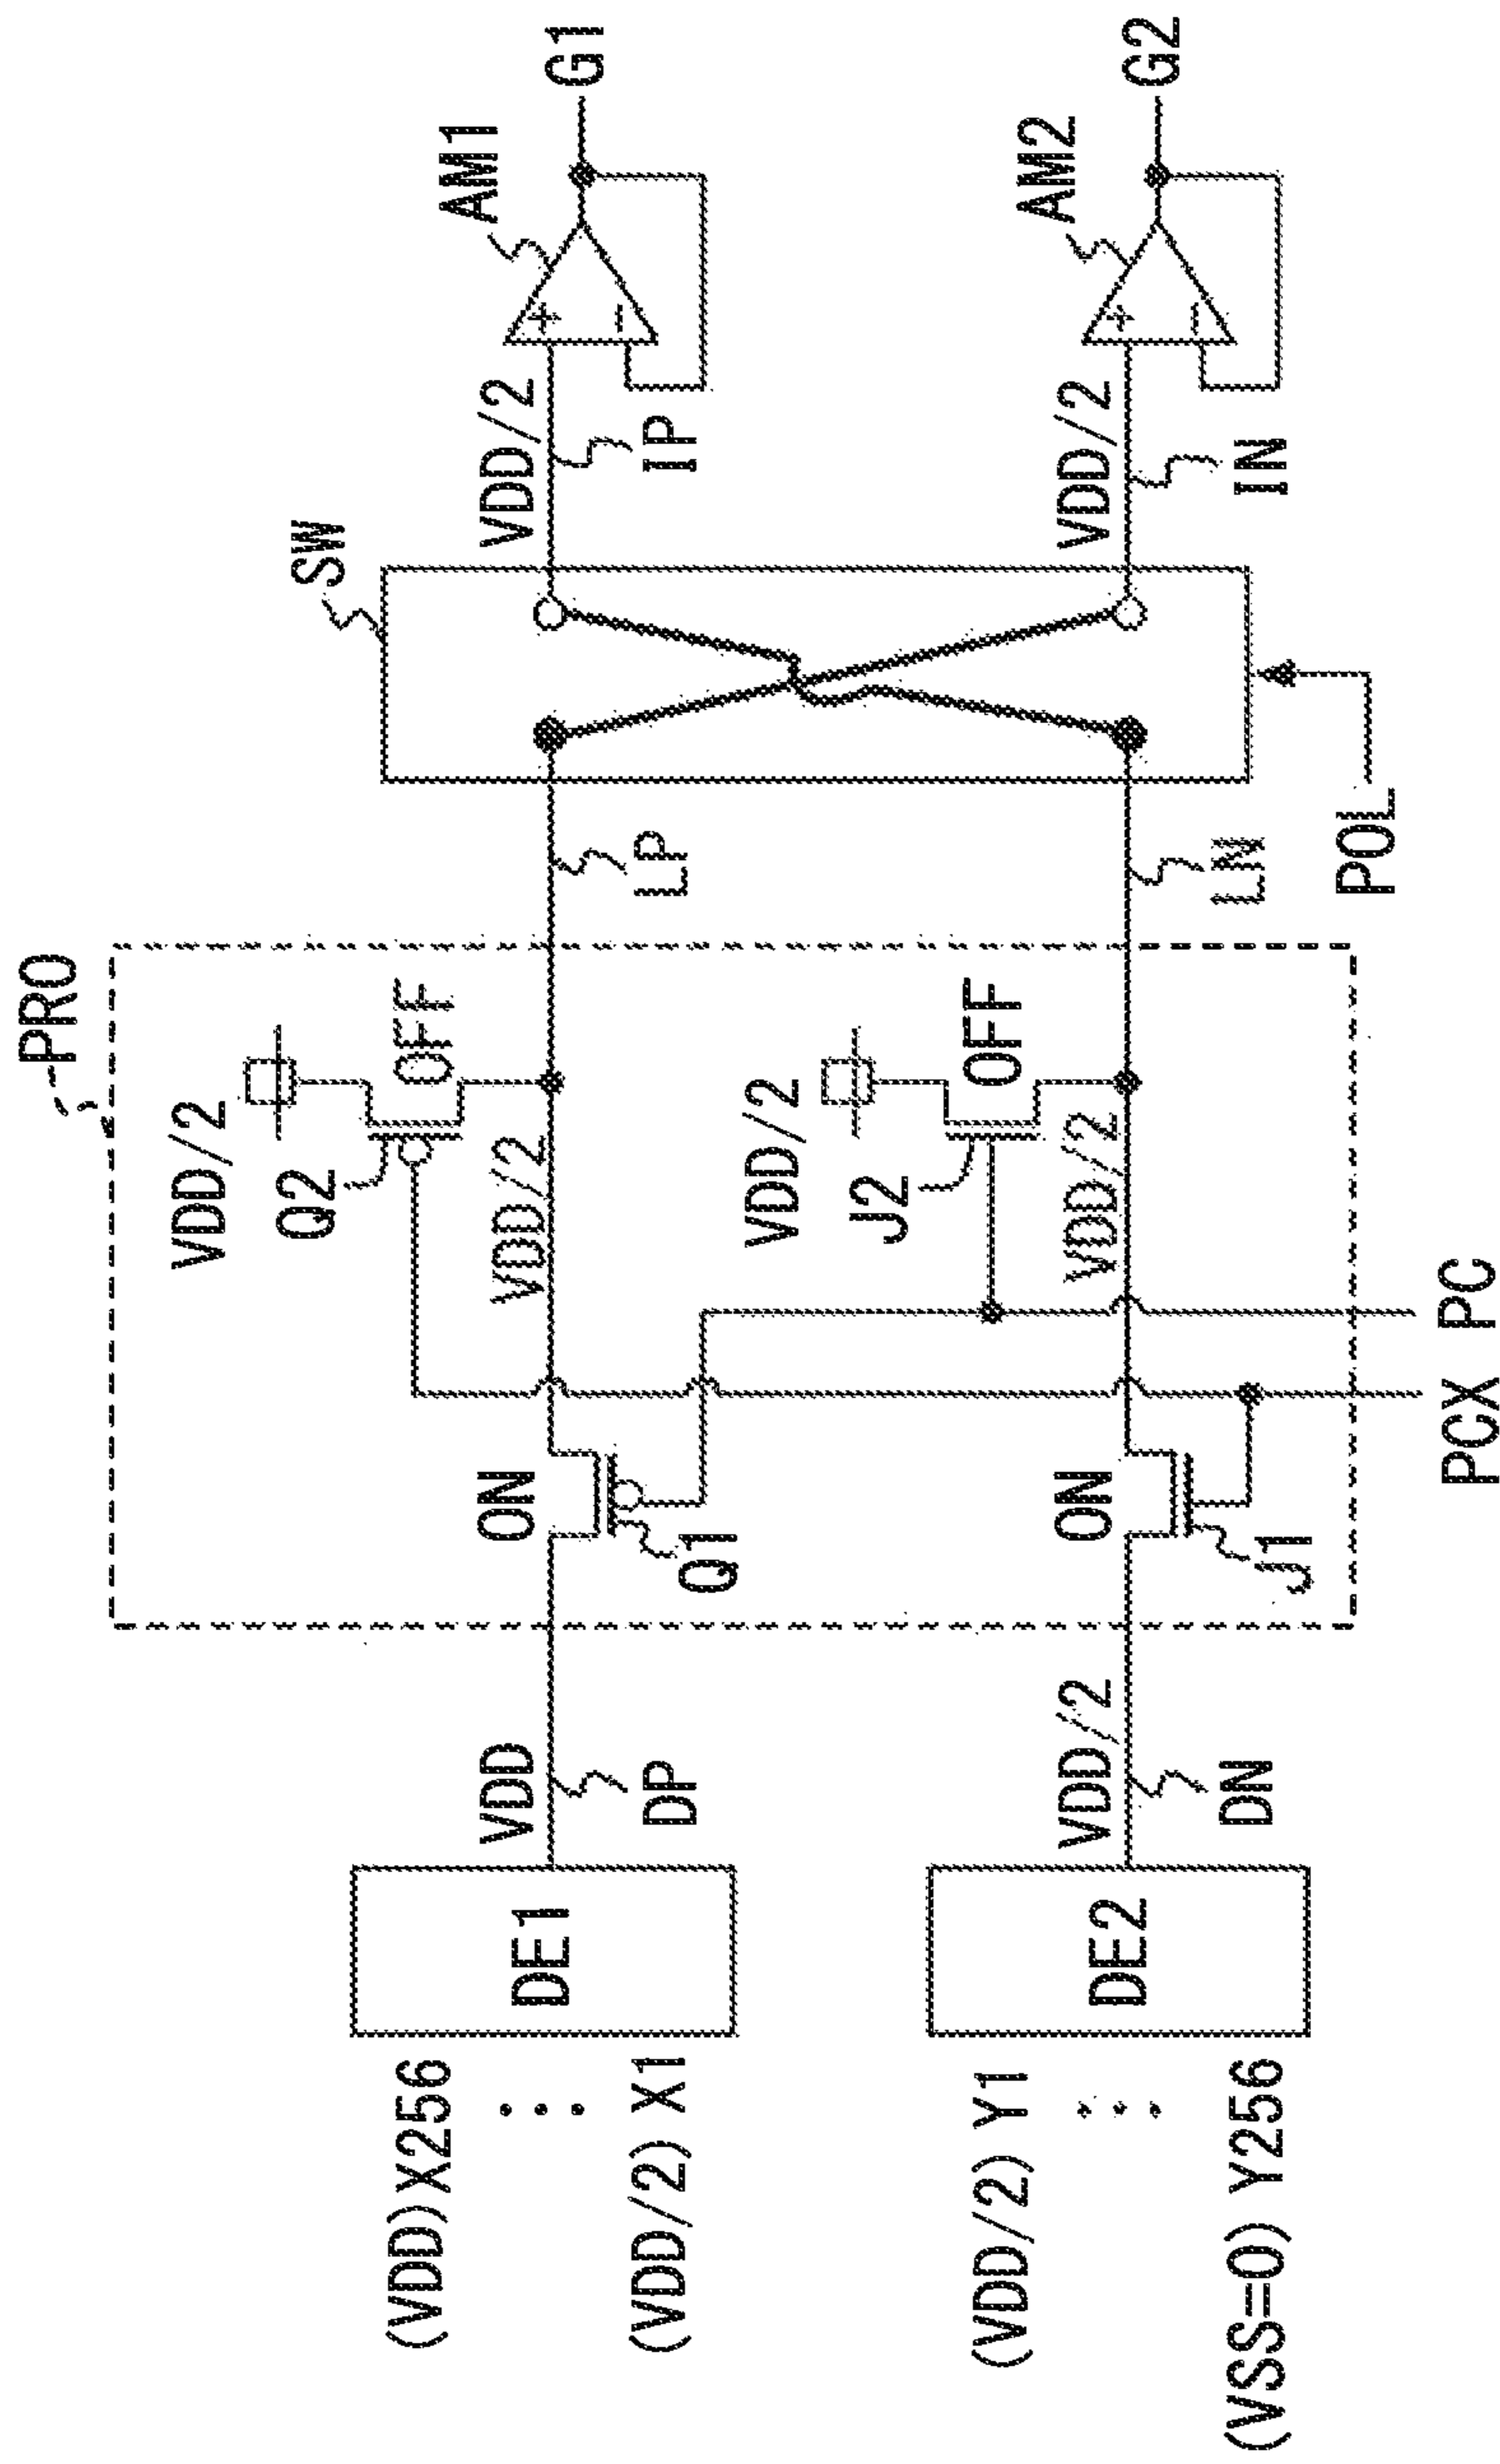 PRO
VDD/2
Q2
OFF
VDD/2
ON
Q1
VDD/2
J2
OFF
VDD/2
ON
J1
PCX
PC
(VDD)X256
(VDD/2) X1
DE1
VDD
DP
(VDD/2) Y1
(VSS=0) Y256
DE2
VDD/2
DN
LP
LN
SW
POL
VDD/2
IP
AM1
G1
VDD/2
IN
AM2
G2